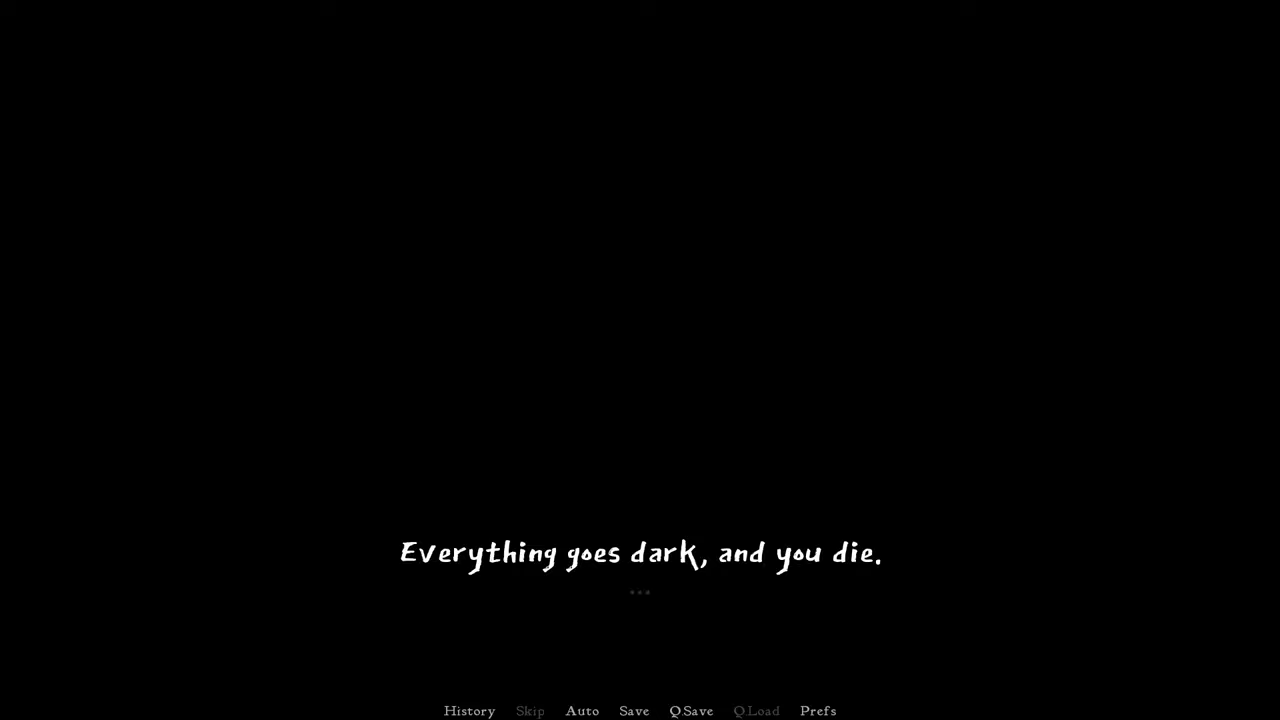 Everything goes dark, and you die.
...
History Skip Auto Save Q.Save Q.Load Prefs